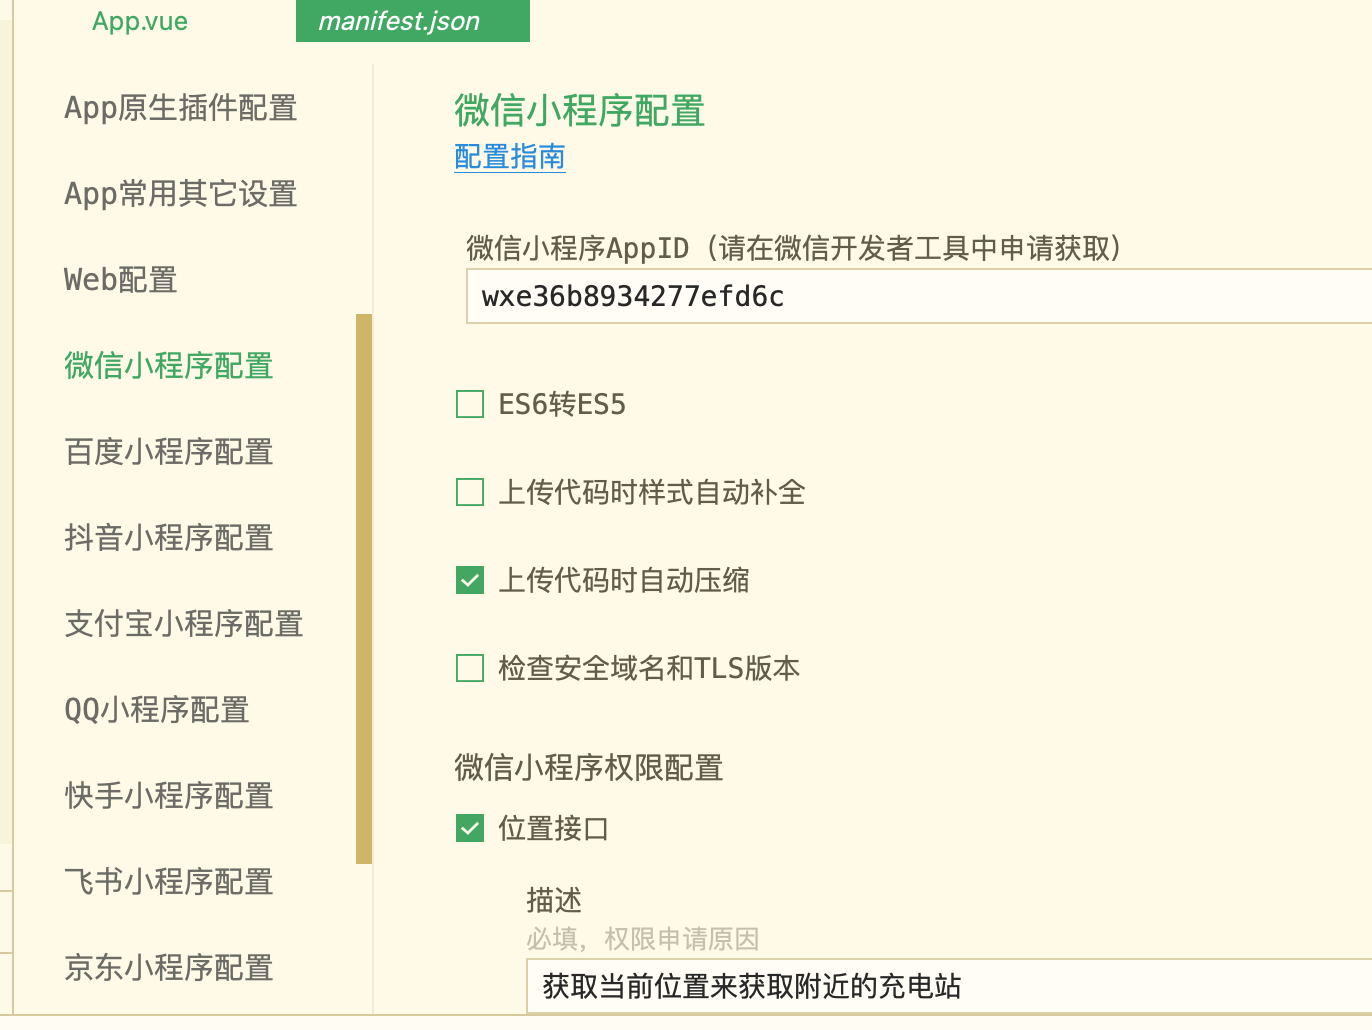 App.vue
manifest.json
App原生插件配置
App常用其它设置
Web配置
微信小程序配置
百度小程序配置
抖音小程序配置
支付宝小程序配置
QQ小程序配置
快手小程序配置
飞书小程序配置
京东小程序配置
微信小程序配置
配置指南
微信小程序AppID（请在微信开发者工具中申请获取）
wxe36b8934277efd6c
ES6转ES5
上传代码时样式自动补全
上传代码时自动压缩
检查安全域名和TLS版本
微信小程序权限配置
位置接口
描述
必填，权限申请原因
获取当前位置来获取附近的充电站